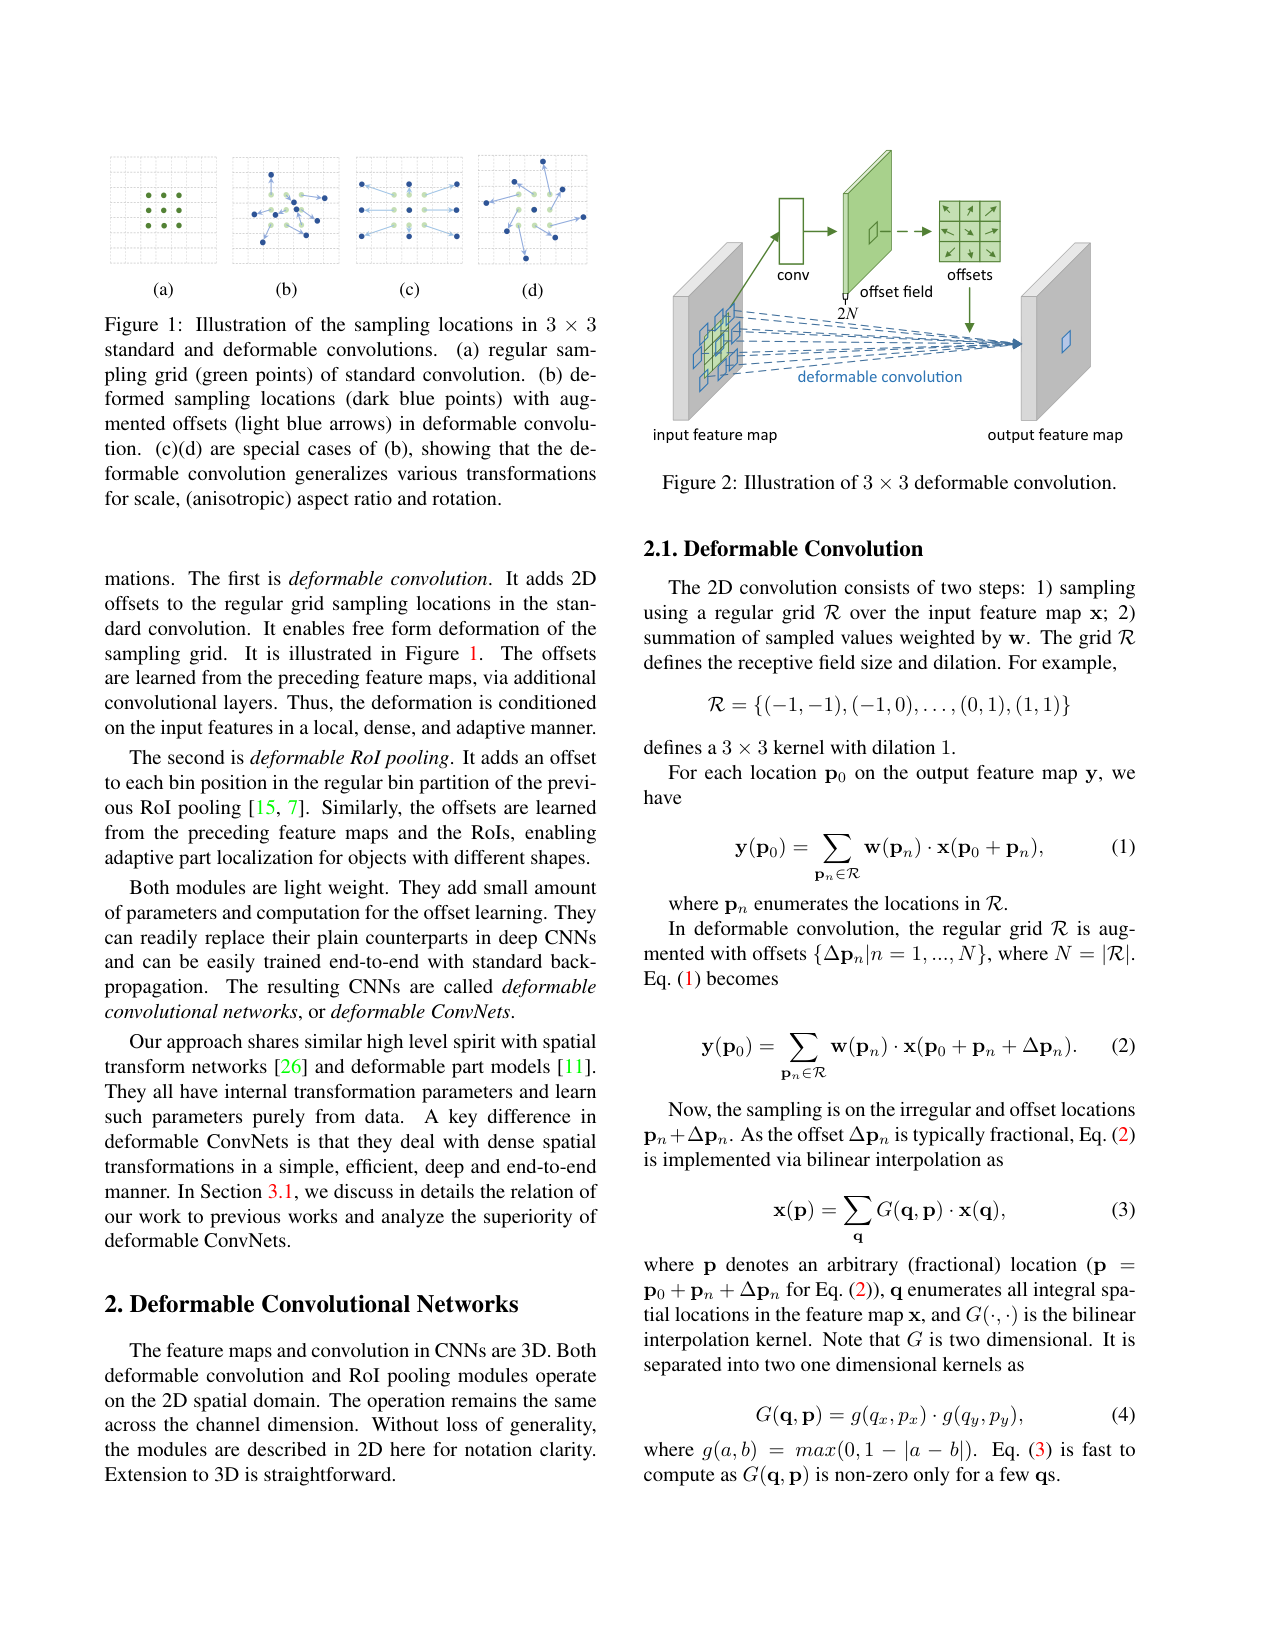 (a) (b) (c) (d)
Figure 1: Illustration of the sampling locations in 3 × 3
standard and deformable convolutions. (a) regular sam-
pling grid (green points) of standard convolution. (b) de-
formed sampling locations (dark blue points) with aug-
mented offsets (light blue arrows) in deformable convolu-
tion. (c)(d) are special cases of (b), showing that the de-
formable convolution generalizes various transformations
for scale, (anisotropic) aspect ratio and rotation.
mations. The first is deformable convolution. It adds 2D
offsets to the regular grid sampling locations in the stan-
dard convolution. It enables free form deformation of the
sampling grid. It is illustrated in Figure 1. The offsets
are learned from the preceding feature maps, via additional
convolutional layers. Thus, the deformation is conditioned
on the input features in a local, dense, and adaptive manner.
The second is deformable RoI pooling. It adds an offset
to each bin position in the regular bin partition of the previ-
ous RoI pooling [15, 7]. Similarly, the offsets are learned
from the preceding feature maps and the RoIs, enabling
adaptive part localization for objects with different shapes.
Both modules are light weight. They add small amount
of parameters and computation for the offset learning. They
can readily replace their plain counterparts in deep CNNs
and can be easily trained end-to-end with standard back-
propagation. The resulting CNNs are called deformable
convolutional networks, or deformable ConvNets.
Our approach shares similar high level spirit with spatial
transform networks [26] and deformable part models [11].
They all have internal transformation parameters and learn
such parameters purely from data. A key difference in
deformable ConvNets is that they deal with dense spatial
transformations in a simple, efficient, deep and end-to-end
manner. In Section 3.1, we discuss in details the relation of
our work to previous works and analyze the superiority of
deformable ConvNets.
2. Deformable Convolutional Networks
The feature maps and convolution in CNNs are 3D. Both
deformable convolution and RoI pooling modules operate
on the 2D spatial domain. The operation remains the same
across the channel dimension. Without loss of generality,
the modules are described in 2D here for notation clarity.
Extension to 3D is straightforward.
conv
offsets
offset field
2N
deformable convolution
input feature map
output feature map
Figure 2: Illustration of 3 × 3 deformable convolution.
2.1. Deformable Convolution
The 2D convolution consists of two steps: 1) sampling
using a regular grid R over the input feature map x; 2)
summation of sampled values weighted by w. The grid R
defines the receptive field size and dilation. For example,
R = {(−1, −1), (−1, 0), . . . , (0, 1), (1, 1)}
defines a 3 × 3 kernel with dilation 1.
For each location p0 on the output feature map y, we
have
y(p0) = ∑ w(pn) · x(p0 + pn), (1)
pn∈R
where pn enumerates the locations in R.
In deformable convolution, the regular grid R is aug-
mented with offsets {Δpn|n = 1, ..., N}, where N = |R|.
Eq. (1) becomes
y(p0) = ∑ w(pn) · x(p0 + pn + Δpn). (2)
pn∈R
Now, the sampling is on the irregular and offset locations
pn+Δpn. As the offset Δpn is typically fractional, Eq. (2)
is implemented via bilinear interpolation as
x(p) = ∑ G(q, p) · x(q), (3)
q
where p denotes an arbitrary (fractional) location (p =
p0 + pn + Δpn for Eq. (2)), q enumerates all integral spa-
tial locations in the feature map x, and G(·, ·) is the bilinear
interpolation kernel. Note that G is two dimensional. It is
separated into two one dimensional kernels as
G(q, p) = g(qx, px) · g(qy, py), (4)
where g(a, b) = max(0, 1 − |a − b|). Eq. (3) is fast to
compute as G(q, p) is non-zero only for a few qs.